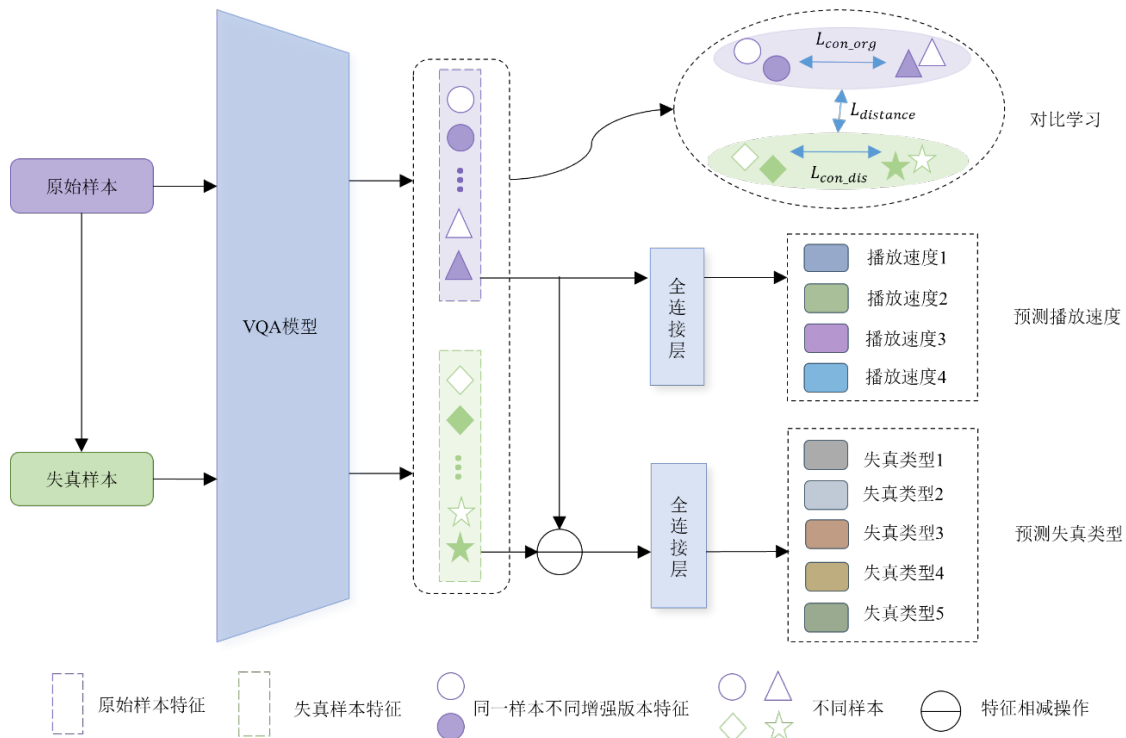 L_{con_org}
L_{distance}
对比学习
L_{con_dis}
原始样本
VQA模型
全连接层
播放速度1
播放速度2
播放速度3
播放速度4
预测播放速度
失真样本
全连接层
失真类型1
失真类型2
失真类型3
失真类型4
失真类型5
预测失真类型
原始样本特征
失真样本特征
同一样本不同增强版本特征
不同样本
特征相减操作